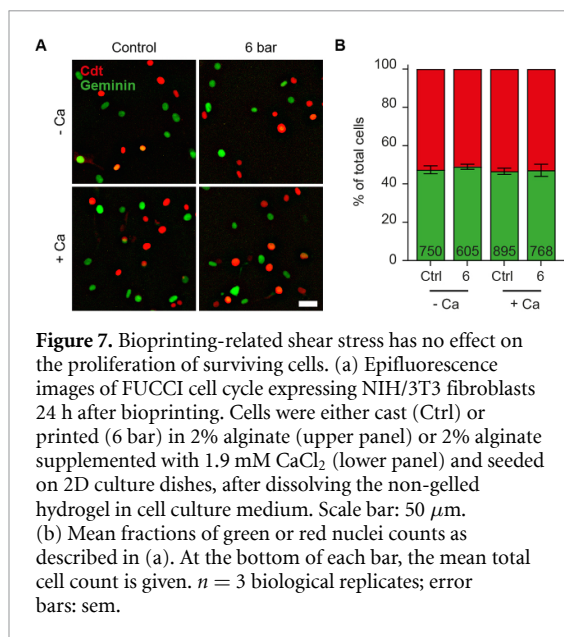 A
Control
6 bar
B
Cdt
Geminin
- Ca
+ Ca
% of total cells
100
80
60
40
20
0
750
605
895
768
Ctrl
6
Ctrl
6
- Ca
+ Ca
Figure 7. Bioprinting-related shear stress has no effect on
the proliferation of surviving cells. (a) Epifluorescence
images of FUCCI cell cycle expressing NIH/3T3 fibroblasts
24 h after bioprinting. Cells were either cast (Ctrl) or
printed (6 bar) in 2% alginate (upper panel) or 2% alginate
supplemented with 1.9 mM CaCl₂ (lower panel) and seeded
on 2D culture dishes, after dissolving the non-gelled
hydrogel in cell culture medium. Scale bar: 50 μm.
(b) Mean fractions of green or red nuclei counts as
described in (a). At the bottom of each bar, the mean total
cell count is given. n = 3 biological replicates; error
bars: sem.